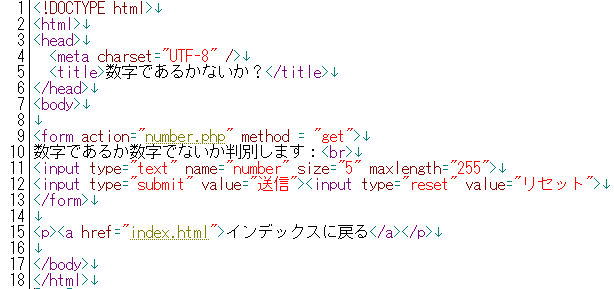 1 <!DOCTYPE html>↓
2 <html>↓
3 <head>↓
4   <meta charset="UTF-8" />↓
5   <title>数字であるかないか？</title>↓
6 </head>↓
7 <body>↓
8 ↓
9 <form action="number.php" method = "get">↓
10 数字であるか数字でないか判別します：<br>↓
11 <input type="text" name="number" size="5" maxlength="255">↓
12 <input type="submit" value="送信"><input type="reset" value="リセット">↓
13 </form>↓
14 ↓
15 <p><a href="index.html">インデックスに戻る</a></p>↓
16 ↓
17 </body>↓
18 </html>↓